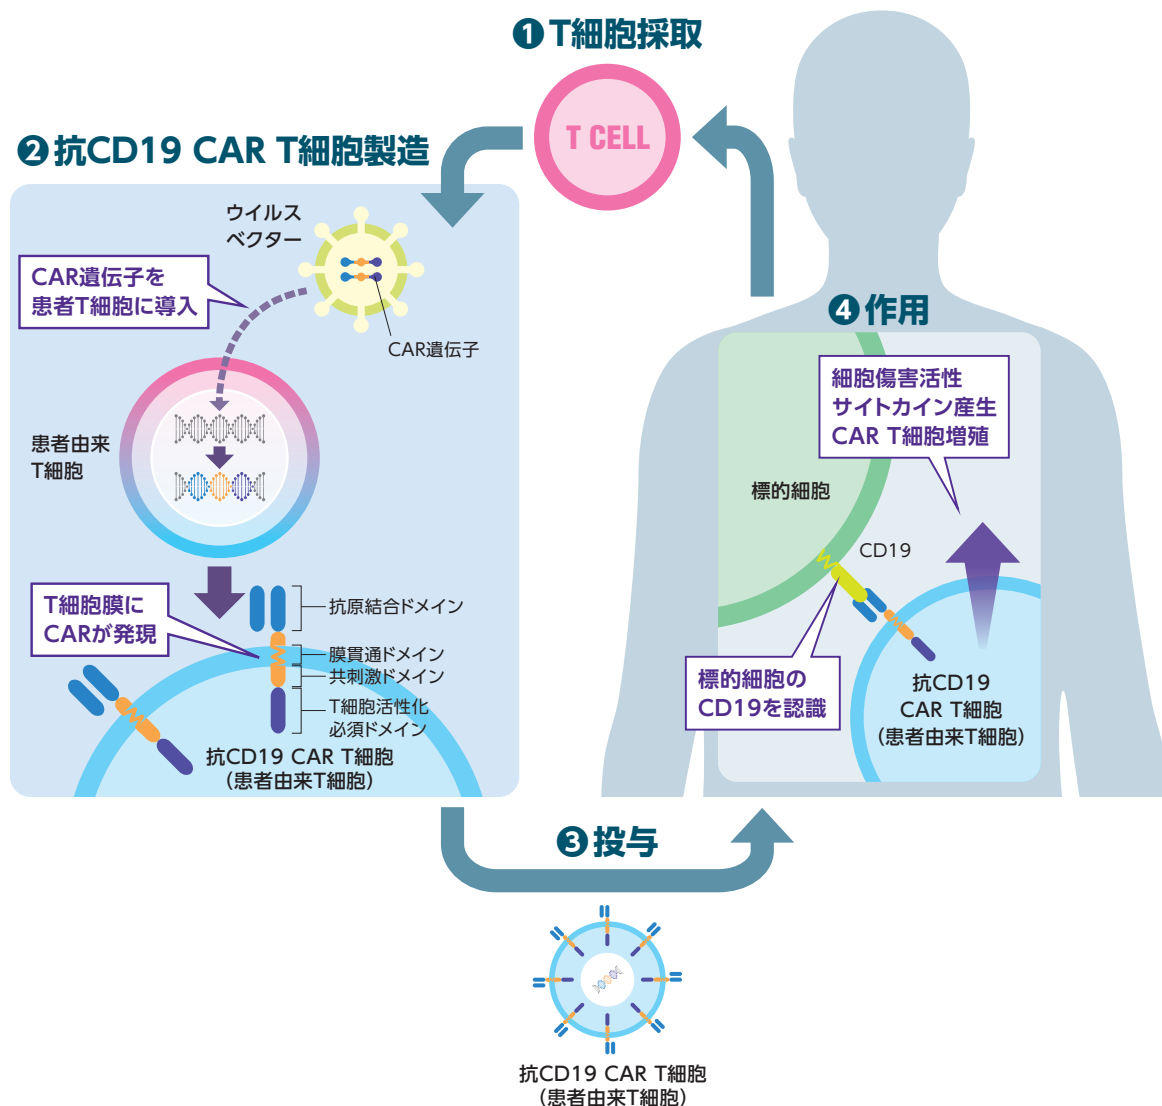 ❶T細胞採取
T CELL
❷抗CD19 CAR T細胞製造
ウイルス
ベクター
CAR遺伝子を
患者T細胞に導入
CAR遺伝子
患者由来
T細胞
T細胞膜に
CARが発現
抗原結合ドメイン
膜貫通ドメイン
共刺激ドメイン
T細胞活性化
必須ドメイン
抗CD19 CAR T細胞
（患者由来T細胞）
❸投与
抗CD19 CAR T細胞
（患者由来T細胞）
❹作用
細胞傷害活性
サイトカイン産生
CAR T細胞増殖
標的細胞
CD19
標的細胞の
CD19を認識
抗CD19
CAR T細胞
（患者由来T細胞）